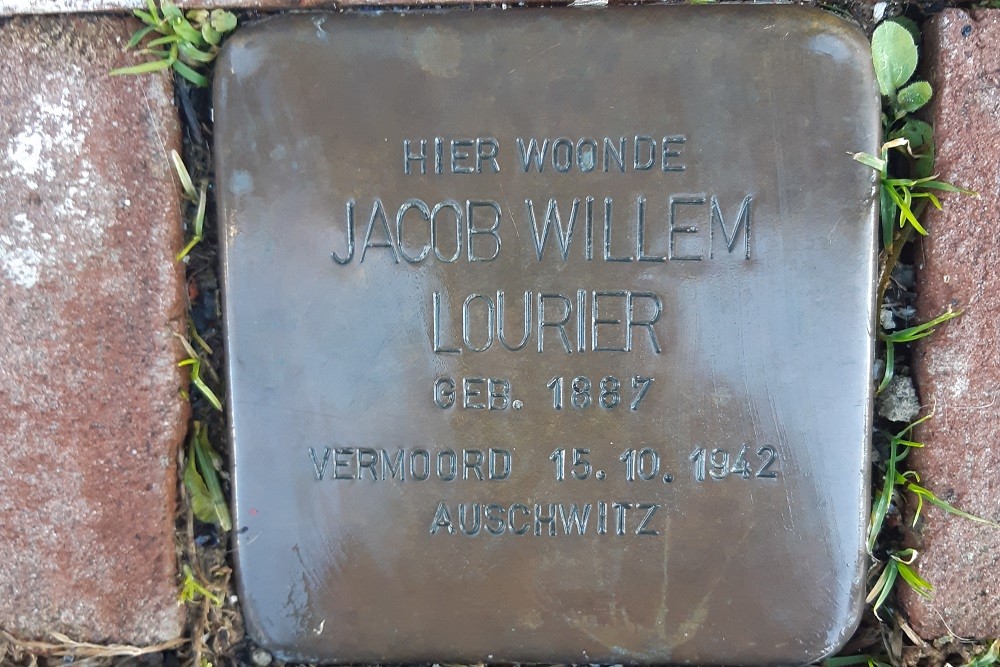 HIER WOONDE
JACOB WILLEM
LOURIER
GEB. 1887
VERMOORD 15.10.1942
AUSCHWITZ